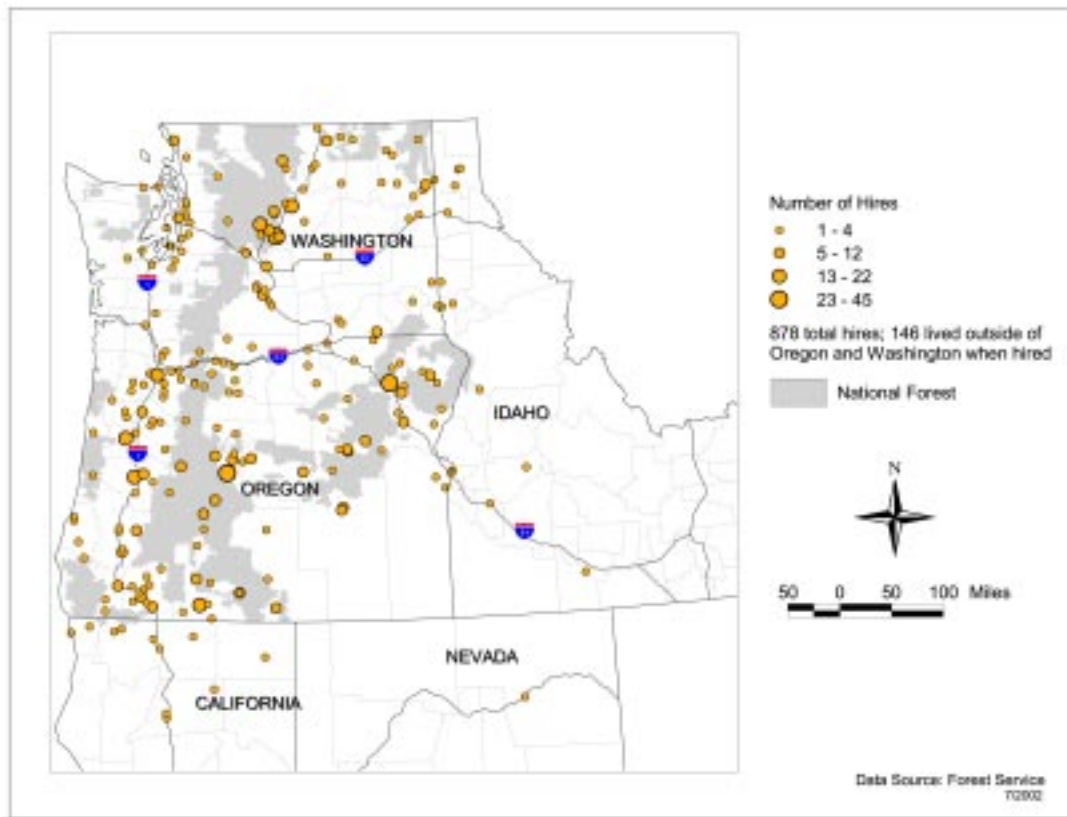 WASHINGTON
OREGON
IDAHO
NEVADA
CALIFORNIA
Number of Hires
1 - 4
5 - 12
13 - 22
23 - 45
878 total hires; 146 lived outside of
Oregon and Washington when hired
National Forest
N
50 0 50 100 Miles
Data Source: Forest Service
7/2002